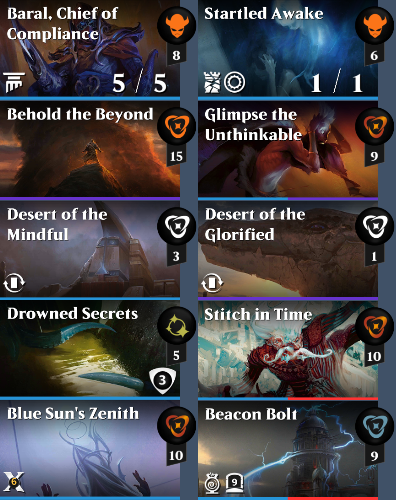 Baral, Chief of
Compliance
8
5 / 5
Startled Awake
6
1 / 1
Behold the Beyond
15
Glimpse the
Unthinkable
9
Desert of the
Mindful
3
Desert of the
Glorified
1
Drowned Secrets
5
3
Stitch in Time
10
Blue Sun's Zenith
10
X
6
Beacon Bolt
9
9